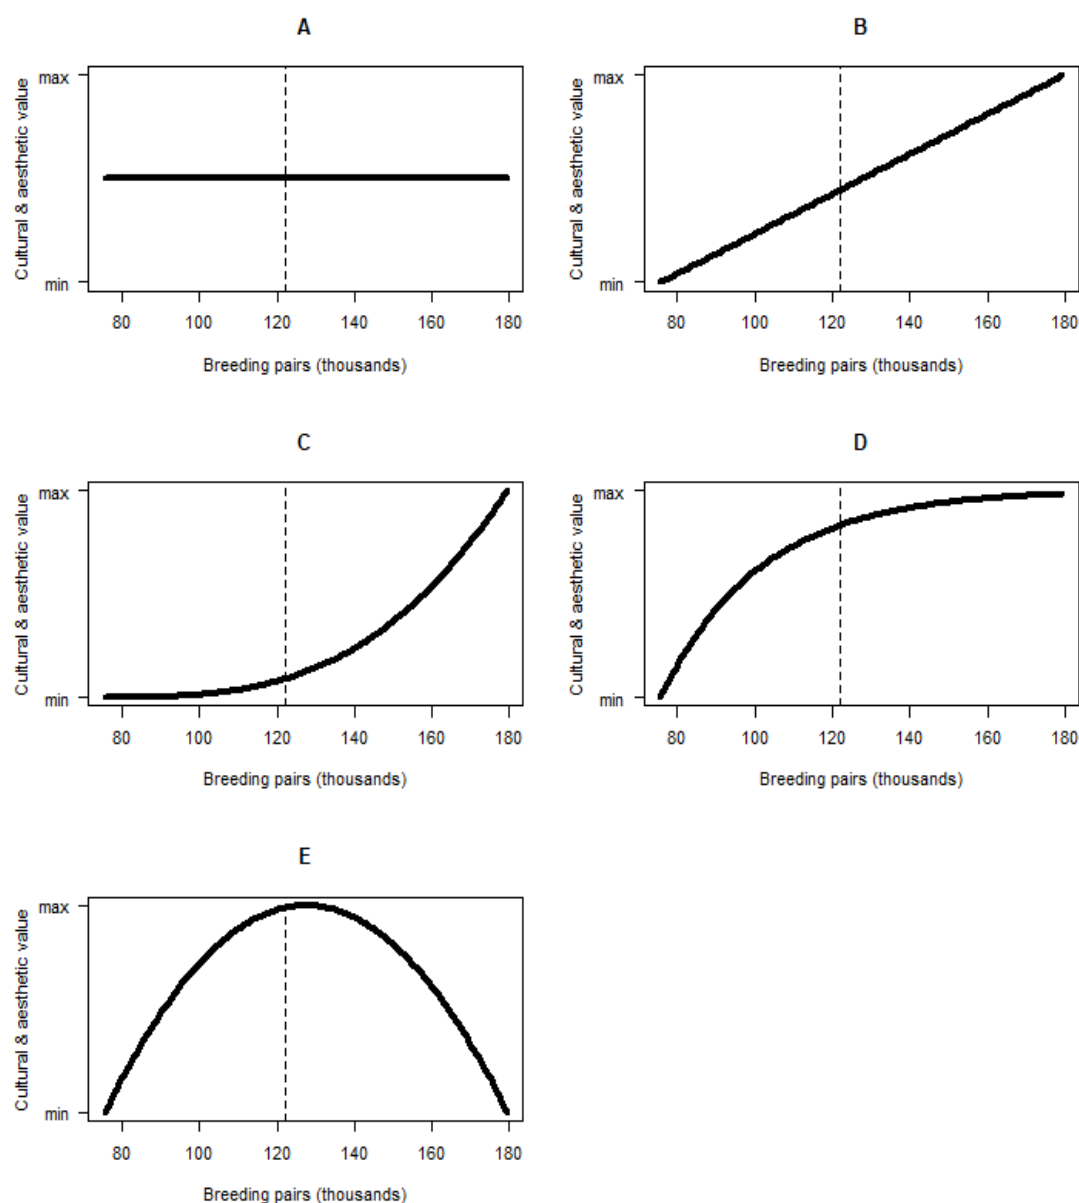 A
Cultural & aesthetic value
max
min
80 100 120 140 160 180
Breeding pairs (thousands)
B
Cultural & aesthetic value
max
min
80 100 120 140 160 180
Breeding pairs (thousands)
C
Cultural & aesthetic value
max
min
80 100 120 140 160 180
Breeding pairs (thousands)
D
Cultural & aesthetic value
max
min
80 100 120 140 160 180
Breeding pairs (thousands)
E
Cultural & aesthetic value
max
min
80 100 120 140 160 180
Breeding pairs (thousands)